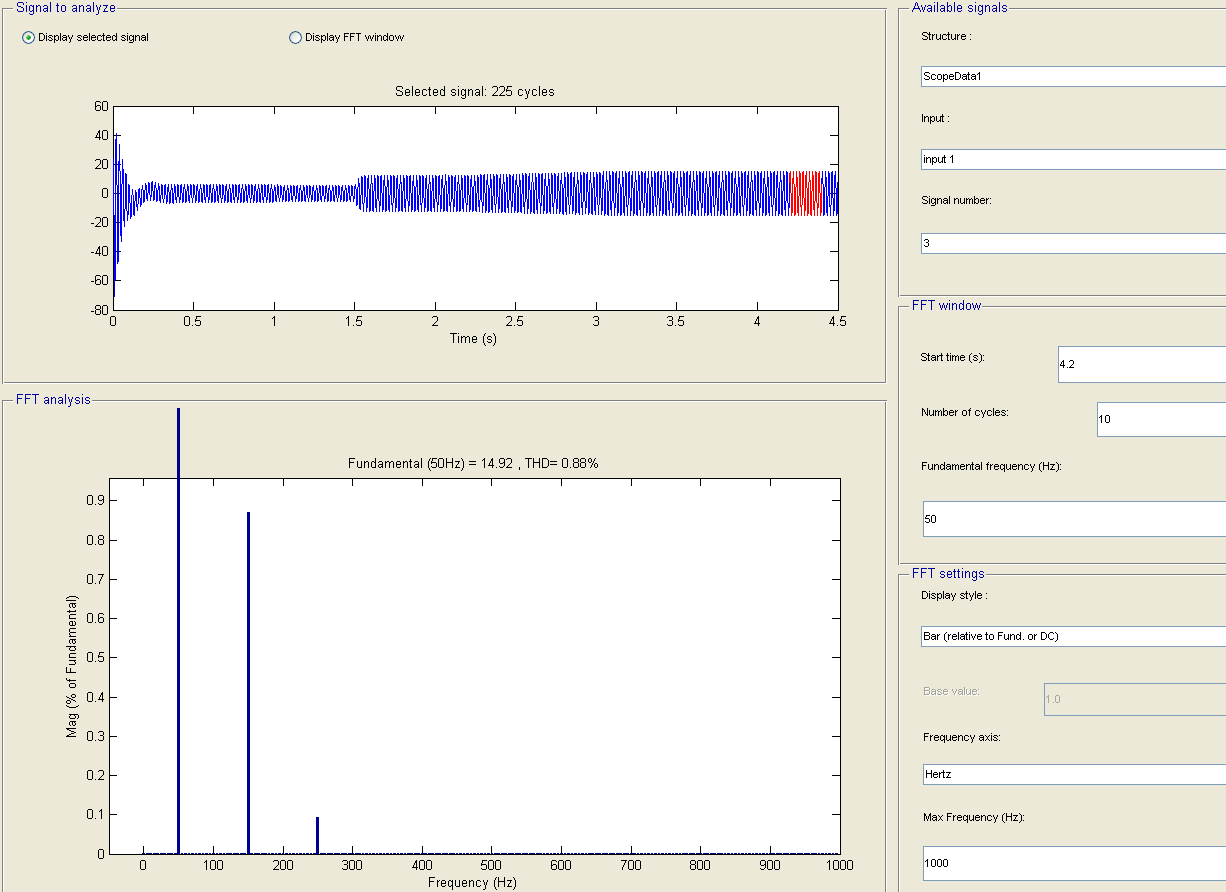 Signal to analyze
Display selected signal
Display FFT window
Selected signal: 225 cycles
60
40
20
0
-20
-40
-60
-80
0 0.5 1 1.5 2 2.5 3 3.5 4 4.5
Time (s)
FFT analysis
Fundamental (50Hz) = 14.92 , THD= 0.88%
Mag (% of Fundamental)
0.9
0.8
0.7
0.6
0.5
0.4
0.3
0.2
0.1
0
0 100 200 300 400 500 600 700 800 900 1000
Frequency (Hz)
Available signals
Structure :
ScopeData1
Input :
input 1
Signal number:
3
FFT window
Start time (s):
4.2
Number of cycles:
10
Fundamental frequency (Hz):
50
FFT settings
Display style :
Bar (relative to Fund. or DC)
Base value:
1.0
Frequency axis:
Hertz
Max Frequency (Hz):
1000